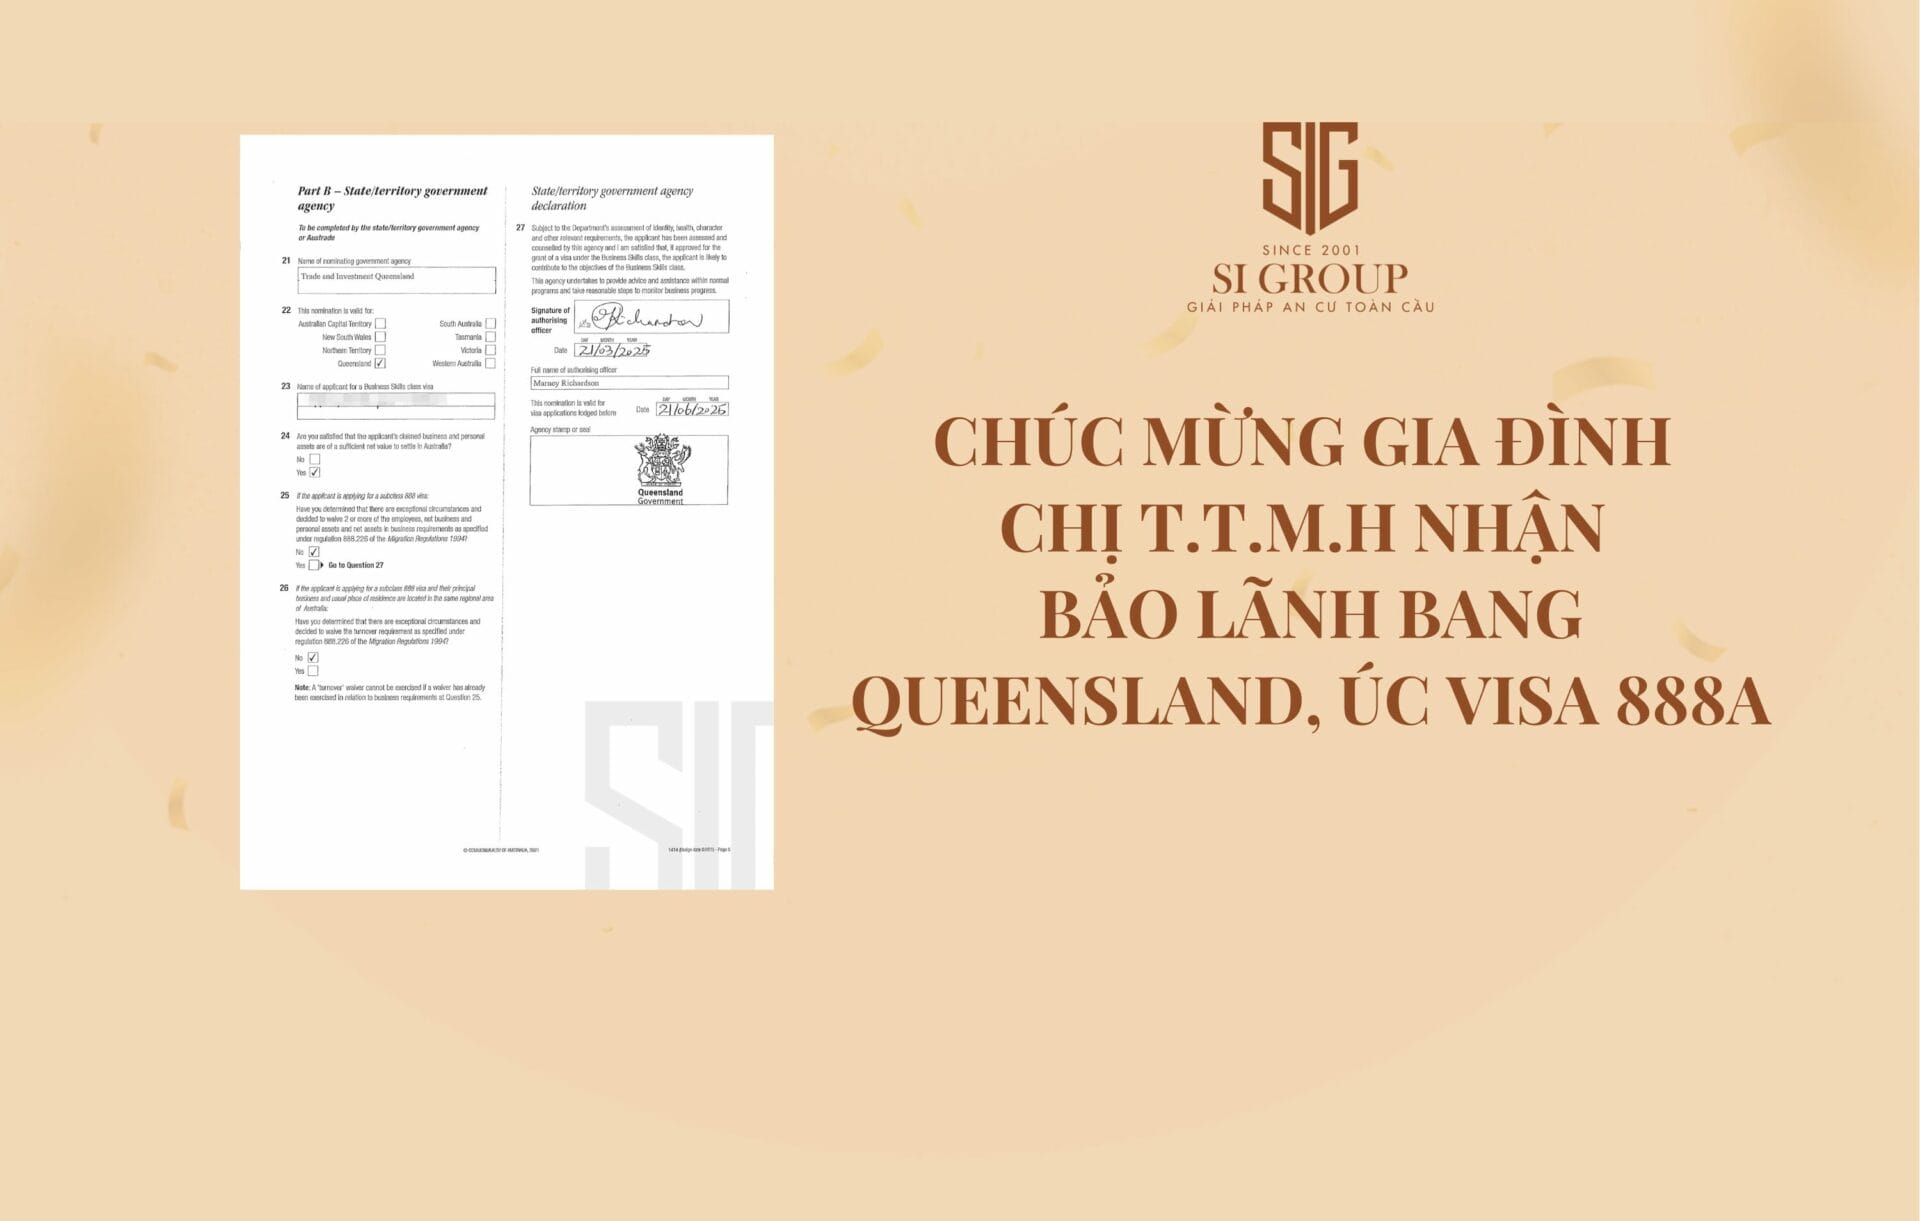 Part B – State/territory government
agency
To be completed by the state/territory government agency
or Austrade
21 Name of nominating government agency
Trade and Investment Queensland
22 This nomination is valid for:
Australian Capital Territory
South Australia
New South Wales
Tasmania
Northern Territory
Victoria
Queensland ✓
Western Australia
23 Name of applicant for a Business Skills class visa
24 Are you satisfied that the applicant's claimed business and personal
assets are of a sufficient net value to settle in Australia?
No
Yes ✓
25 If the applicant is applying for a subclass 888 visa:
Have you determined that there are exceptional circumstances and
decided to waive 2 or more of the employees, net business and
personal assets and net assets in business requirements as specified
under regulation 888.226 of the Migration Regulations 1994?
No ✓
Yes Go to Question 27
26 If the applicant is applying for a subclass 888 visa and their principal
business and usual place of residence are located in the same regional area
of Australia:
Have you determined that there are exceptional circumstances and
decided to waive the turnover requirement as specified under
regulation 888.226 of the Migration Regulations 1994?
No ✓
Yes
Note: A 'turnover' waiver cannot be exercised if a waiver has already
been exercised in relation to business requirements at Question 25.
State/territory government agency
declaration
27 Subject to the Department's assessment of identity, health, character
and other relevant requirements, the applicant has been assessed and
counselled by this agency and I am satisfied that, if approved for the
grant of a visa under the Business Skills class, the applicant is likely to
contribute to the objectives of the Business Skills class.
This agency undertakes to provide advice and assistance within normal
programs and take reasonable steps to monitor business progress.
Signature of
authorising
officer
Richardson
DAY MONTH YEAR
Date 21/03/2025
Full name of authorising officer
Marney Richardson
This nomination is valid for
visa applications lodged before
DAY MONTH YEAR
Date 21/06/2025
Agency stamp or seal
Queensland
Government
© COMMONWEALTH OF AUSTRALIA, 2021
SIG
SIG
SINCE 2001
SI GROUP
GIẢI PHÁP AN CƯ TOÀN CẦU
CHÚC MỪNG GIA ĐÌNH
CHỊ T.T.M.H NHẬN
BẢO LÃNH BANG
QUEENSLAND, ÚC VISA 888A